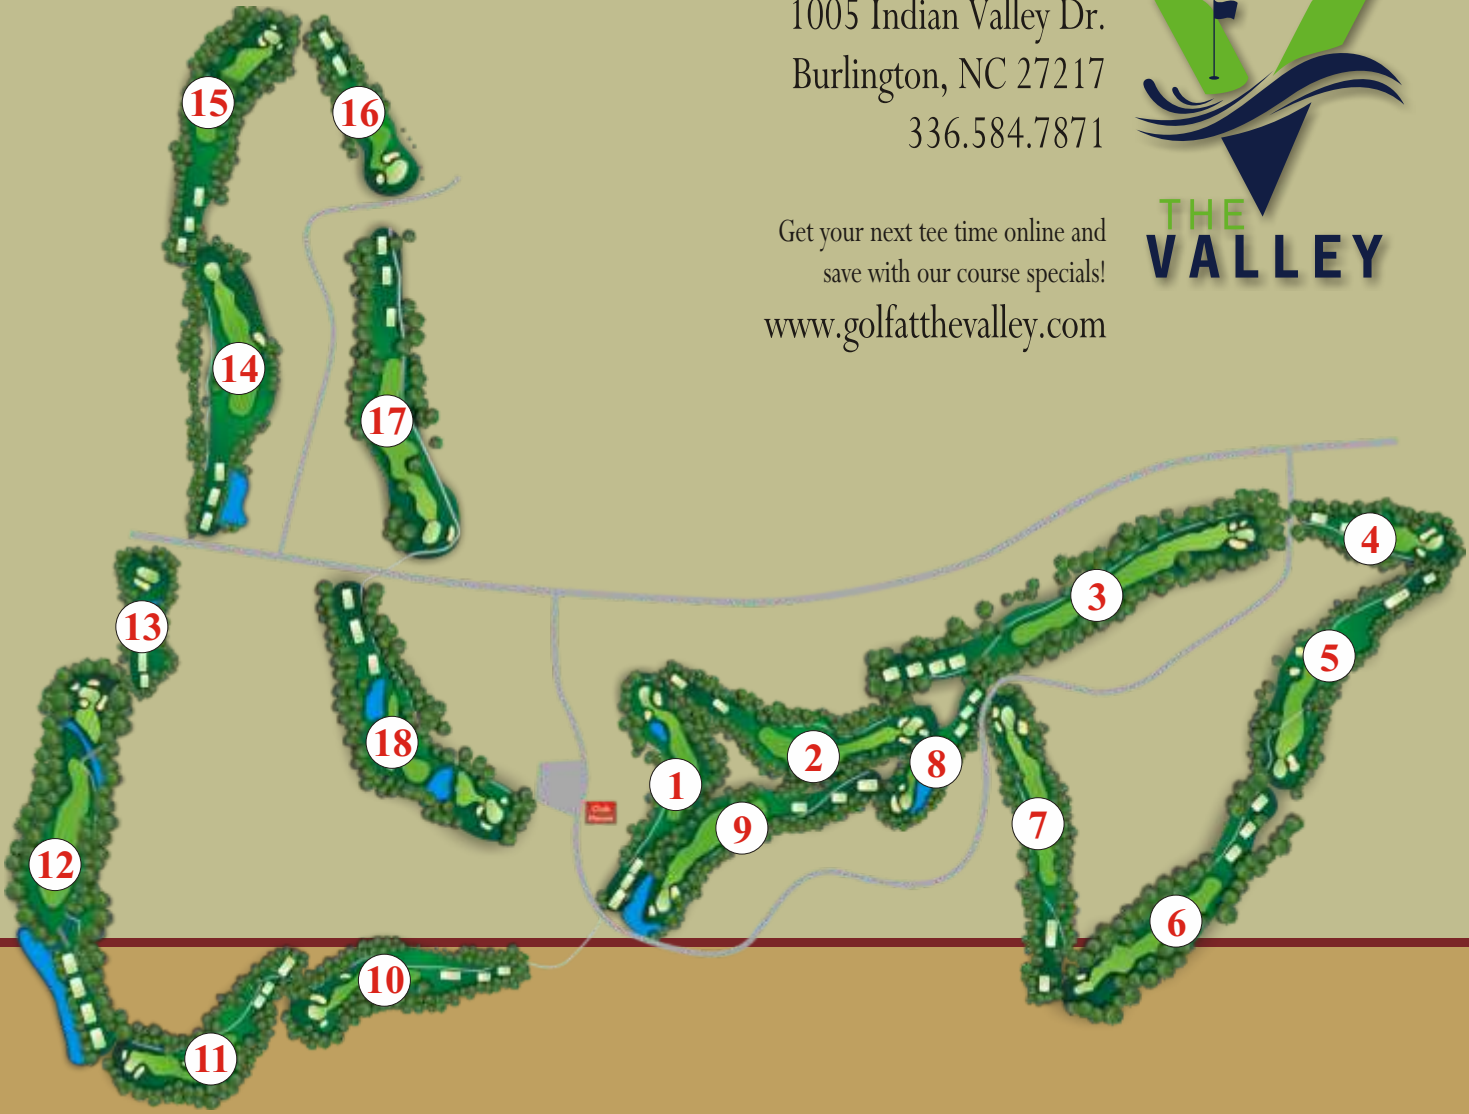 1005 Indian Valley Dr.
Burlington, NC 27217
336.584.7871
Get your next tee time online and
save with our course specials!
www.golfatthevalley.com
THE
VALLEY
15
16
14
17
13
12
18
10
11
1
2
9
8
3
4
5
7
6
Club
House